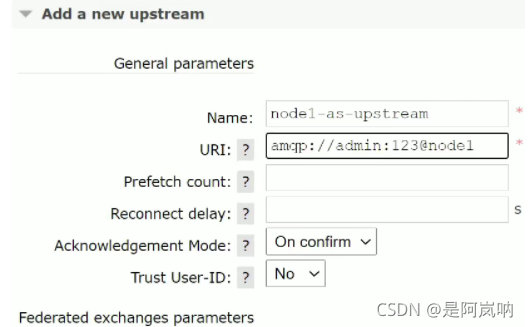 Add a new upstream
General parameters
Name: node1-as-upstream *
URI: ? amqp://admin:123@node1 *
Prefetch count: ?
Reconnect delay: ? s
Acknowledgement Mode: ? On confirm
Trust User-ID: ? No
Federated exchanges parameters
CSDN @是阿岚呐